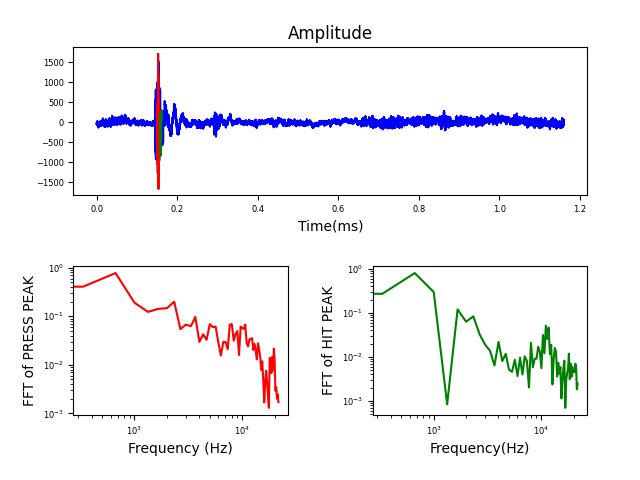 Amplitude
1500
1000
500
0
−500
−1000
−1500
0.0 0.2 0.4 0.6 0.8 1.0 1.2
Time(ms)
FFT of PRESS PEAK
10⁰
10⁻¹
10⁻²
10⁻³
10³ 10⁴
Frequency (Hz)
FFT of HIT PEAK
10⁰
10⁻¹
10⁻²
10⁻³
10³ 10⁴
Frequency(Hz)